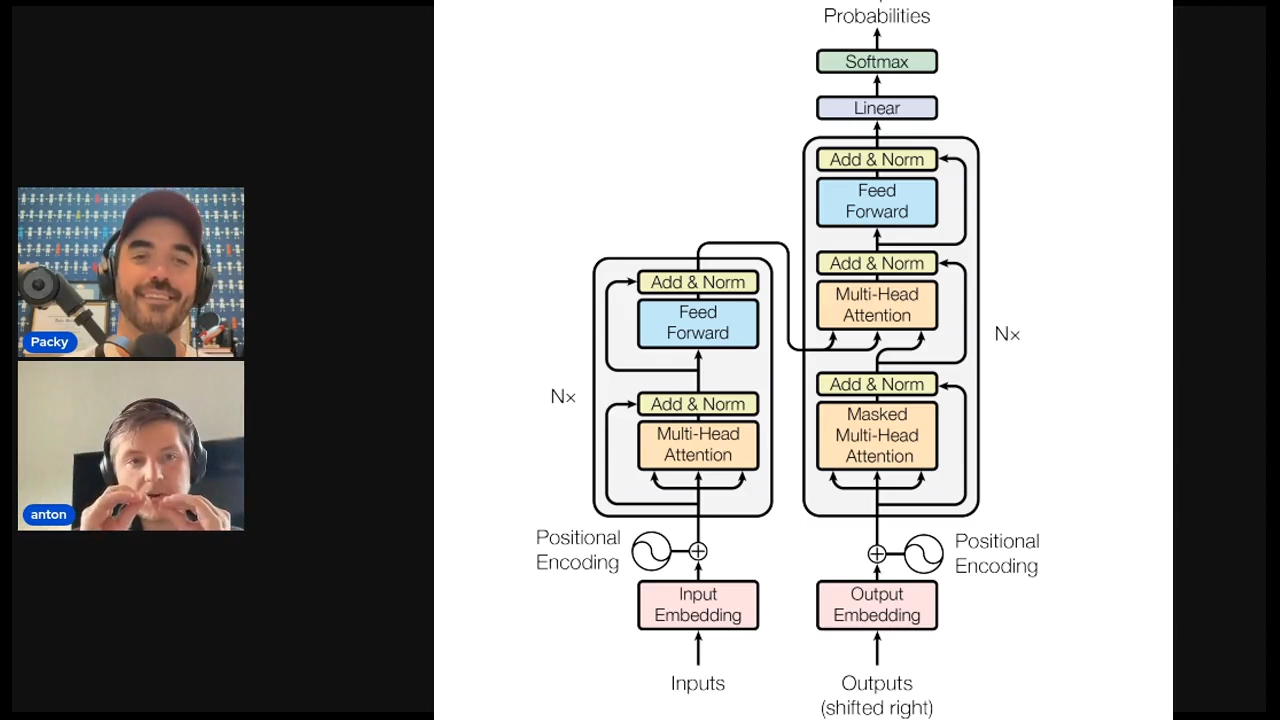 Packy
anton
Probabilities
Softmax
Linear
Add & Norm
Feed
Forward
Add & Norm
Multi-Head
Attention
Add & Norm
Masked
Multi-Head
Attention
Nx
Positional
Encoding
Output
Embedding
Outputs
(shifted right)
Add & Norm
Feed
Forward
Add & Norm
Multi-Head
Attention
Nx
Positional
Encoding
Input
Embedding
Inputs